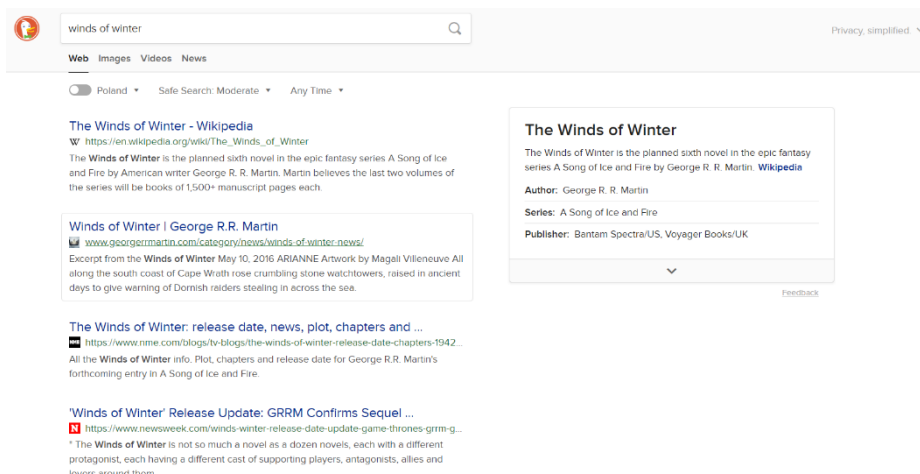 winds of winter
Privacy, simplified.
Web Images Videos News
Poland Safe Search: Moderate Any Time
The Winds of Winter - Wikipedia
W https://en.wikipedia.org/wiki/The_Winds_of_Winter
The Winds of Winter is the planned sixth novel in the epic fantasy series A Song of Ice
and Fire by American writer George R. R. Martin. Martin believes the last two volumes of
the series will be books of 1,500+ manuscript pages each.
Winds of Winter | George R.R. Martin
www.georgerrmartin.com/category/news/winds-of-winter-news/
Excerpt from the Winds of Winter May 10, 2016 ARIANNE Artwork by Magali Villeneuve All
along the south coast of Cape Wrath rose crumbling stone watchtowers, raised in ancient
days to give warning of Dornish raiders stealing in across the sea.
The Winds of Winter: release date, news, plot, chapters and ...
NME https://www.nme.com/blogs/tv-blogs/the-winds-of-winter-release-date-chapters-1942...
All the Winds of Winter info. Plot, chapters and release date for George R.R. Martin's
forthcoming entry in A Song of Ice and Fire.
'Winds of Winter' Release Update: GRRM Confirms Sequel ...
N https://www.newsweek.com/winds-winter-release-date-update-game-thrones-grrm-g...
" The Winds of Winter is not so much a novel as a dozen novels, each with a different
protagonist, each having a different cast of supporting players, antagonists, allies and
lovers around them
The Winds of Winter
The Winds of Winter is the planned sixth novel in the epic fantasy
series A Song of Ice and Fire by George R. R. Martin. Wikipedia
Author: George R. R. Martin
Series: A Song of Ice and Fire
Publisher: Bantam Spectra/US, Voyager Books/UK
Feedback